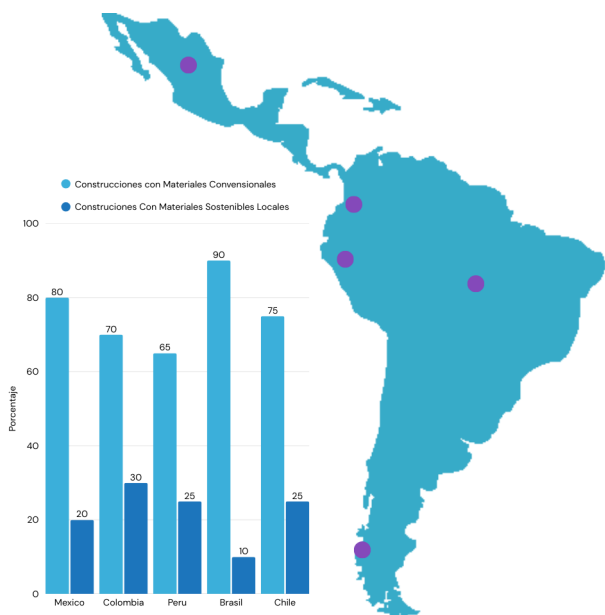 Construcciones con Materiales Convencionales
Construciones Con Materiales Sostenibles Locales
Porcentaje
100
80
60
40
20
0
80
20
70
30
65
25
90
10
75
25
Mexico
Colombia
Peru
Brasil
Chile